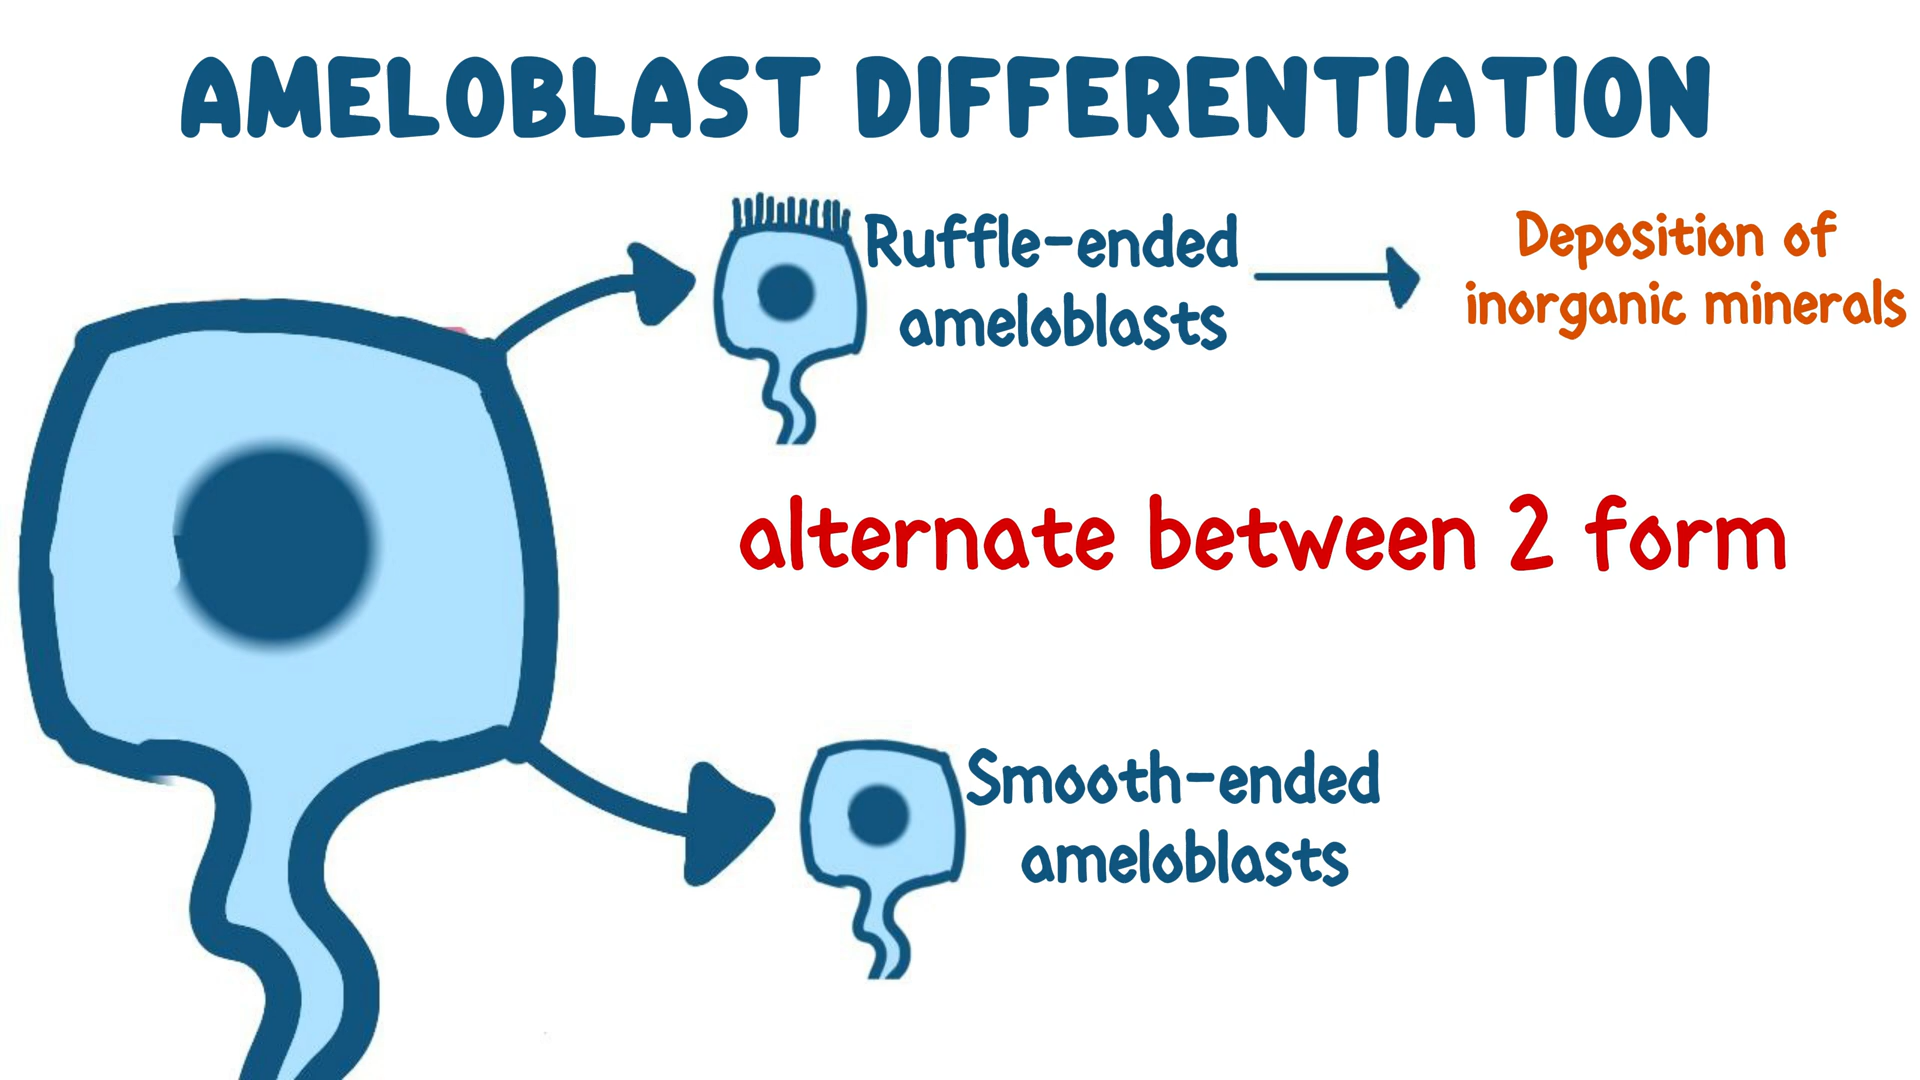 AMELOBLAST DIFFERENTIATION
Ruffle-ended
ameloblasts
Deposition of
inorganic minerals
alternate between 2 form
Smooth-ended
ameloblasts